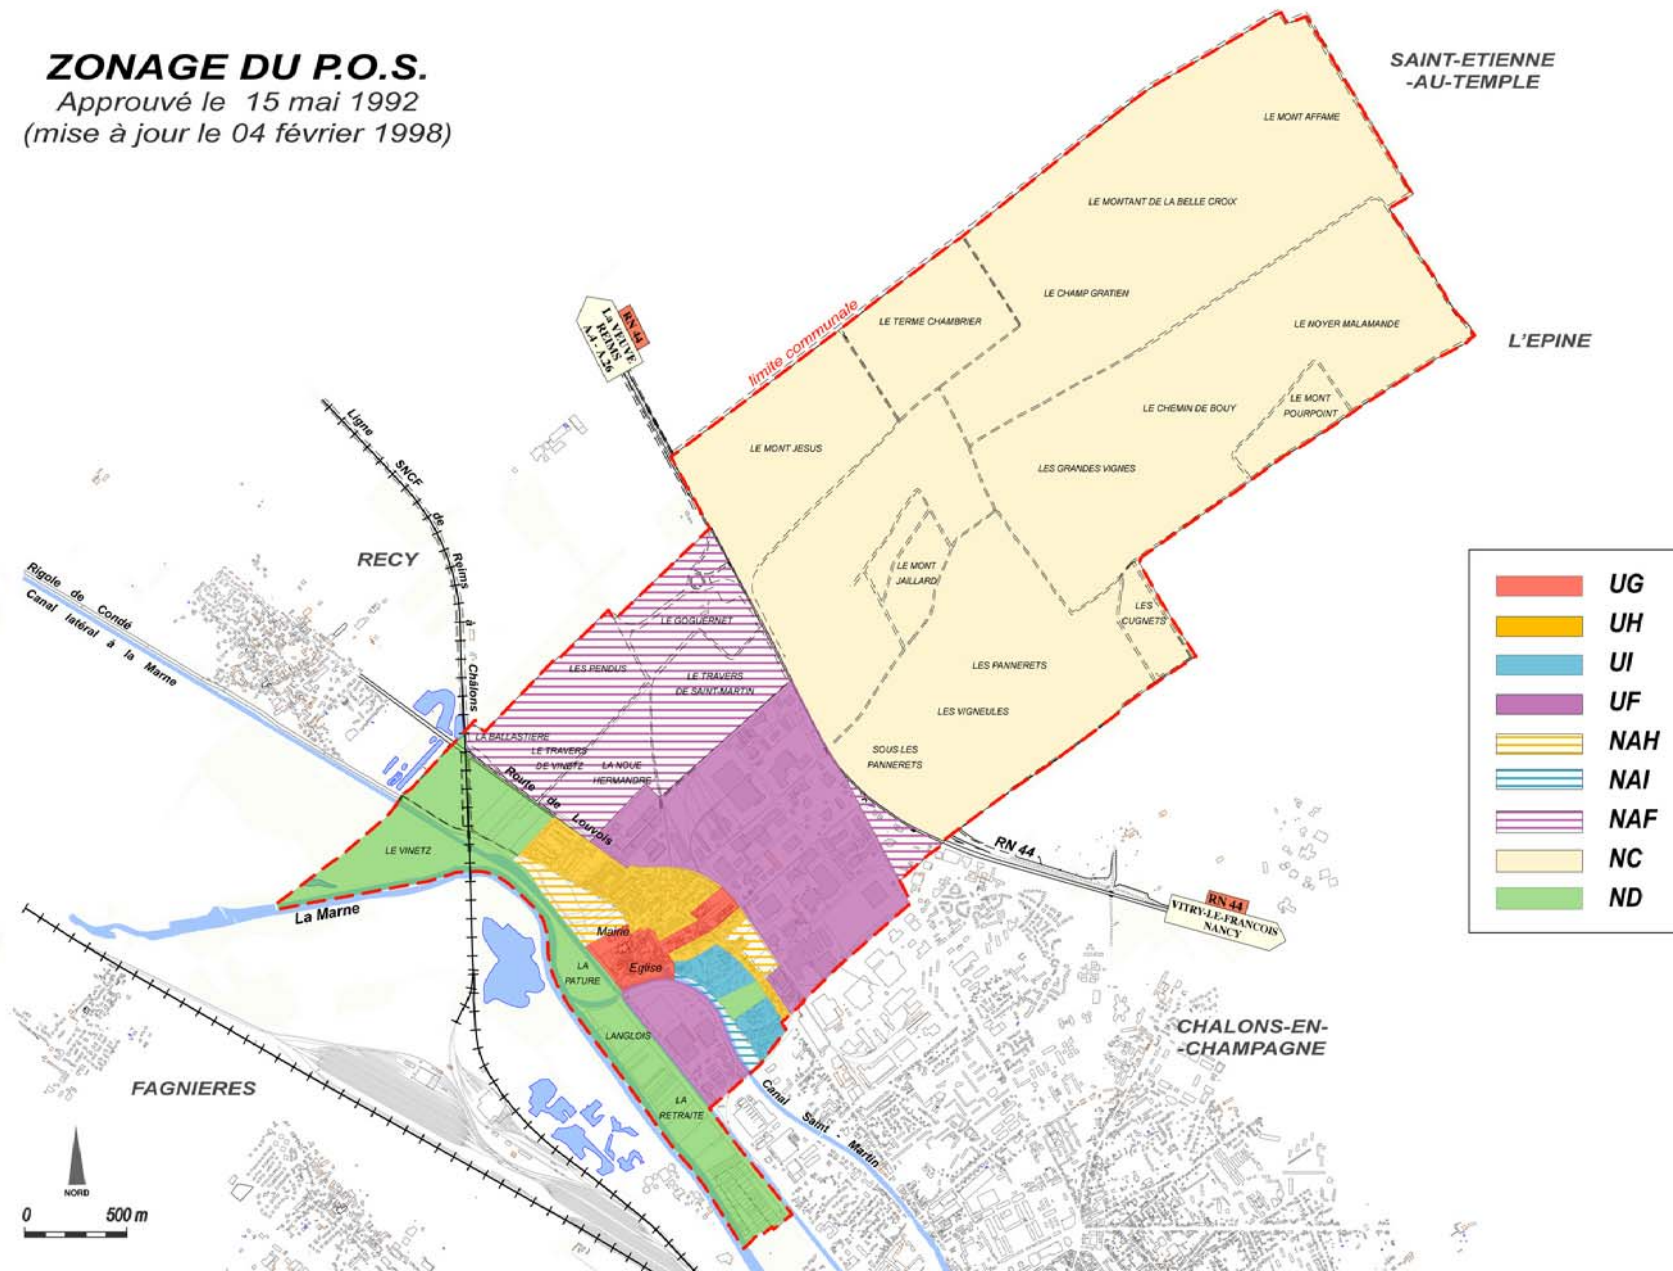 ZONAGE DU P.O.S.
Approuvé le 15 mai 1992
(mise à jour le 04 février 1998)
SAINT-ETIENNE
-AU-TEMPLE
LE MONT AFFAME
LE MONTANT DE LA BELLE CROIX
LE CHAMP GRATIEN
LE TERME CHAMBRIER
LE NOYER MALAMANDE
L'EPINE
limite communale
RN 44
La VEUVE
REIMS
A.4 - A.26
LE CHEMIN DE BOUY
LE MONT
POURPOINT
LE MONT JESUS
LES GRANDES VIGNES
Ligne SNCF de Reims à Châlons
RECY
LE MONT
JAILLARD
LES
CUGNETS
Rigole de Condé
Canal latéral à la Marne
LE GOGUERNET
LES PENDUS
LE TRAVERS
DE SAINT-MARTIN
LES PANNERETS
LES VIGNEULES
SOUS LES
PANNERETS
LA BALLASTIERE
LE TRAVERS
DE VINETZ
LA NOUE
HERMANDRE
Route de Louvois
LE VINETZ
La Marne
RN 44
RN 44
VITRY-LE-FRANCOIS
NANCY
Mairie
Eglise
LA
PATURE
LANGLOIS
LA
RETRAITE
Canal Saint - Martin
CHALONS-EN-
-CHAMPAGNE
FAGNIERES
NORD
0 500 m
UG
UH
UI
UF
NAH
NAI
NAF
NC
ND